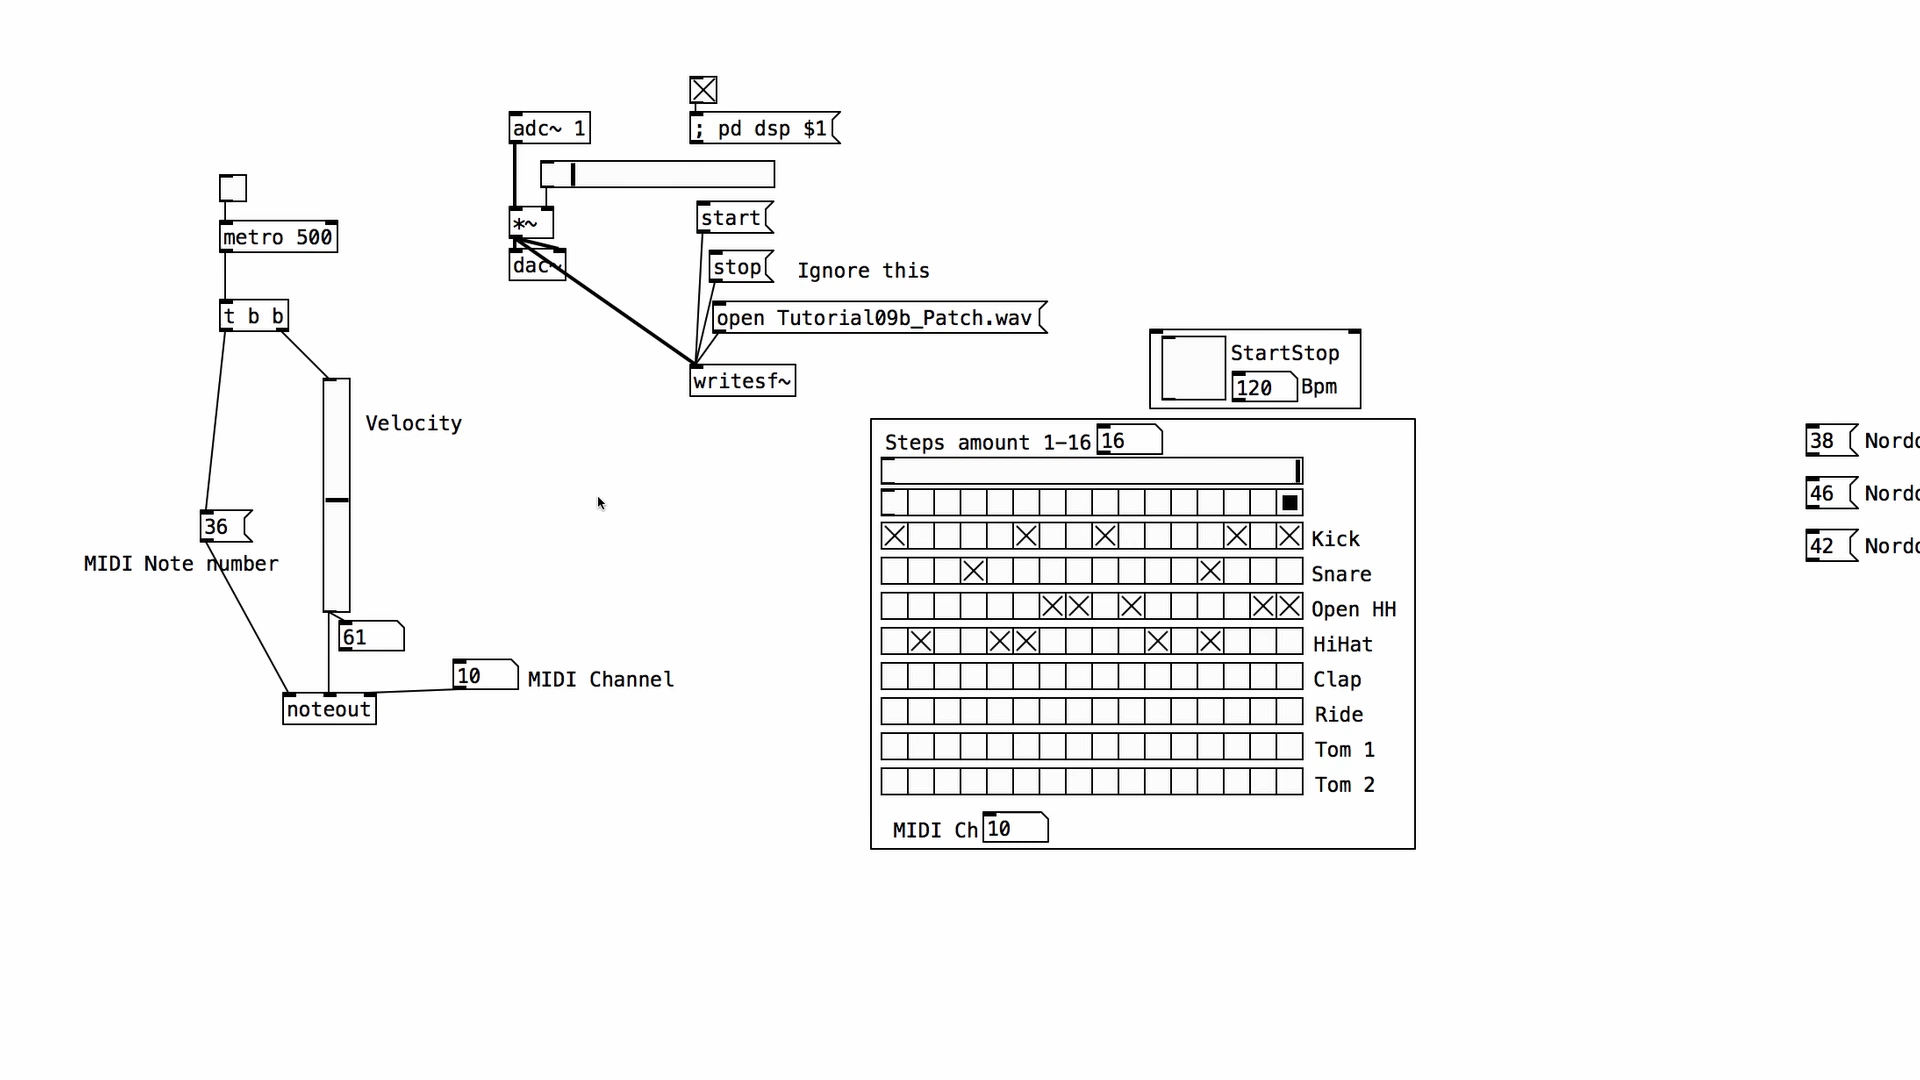 adc~ 1
; pd dsp $1
*~
dac~
start
stop
Ignore this
open Tutorial09b_Patch.wav
writesf~
metro 500
t b b
Velocity
36
MIDI Note number
61
10
MIDI Channel
noteout
StartStop
120 Bpm
Steps amount 1-16 16
Kick
Snare
Open HH
HiHat
Clap
Ride
Tom 1
Tom 2
MIDI Ch 10
38
46
42